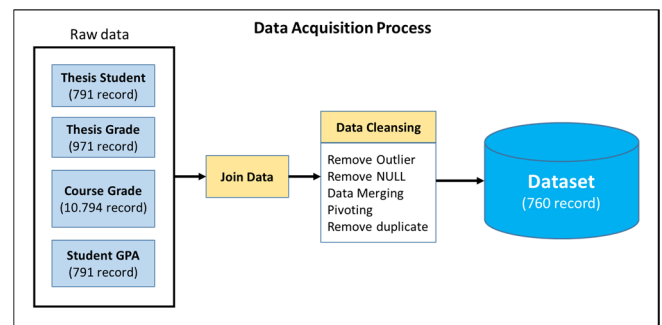 Data Acquisition Process
Raw data
Thesis Student
(791 record)
Thesis Grade
(971 record)
Course Grade
(10.794 record)
Student GPA
(791 record)
Join Data
Data Cleansing
Remove Outlier
Remove NULL
Data Merging
Pivoting
Remove duplicate
Dataset
(760 record)